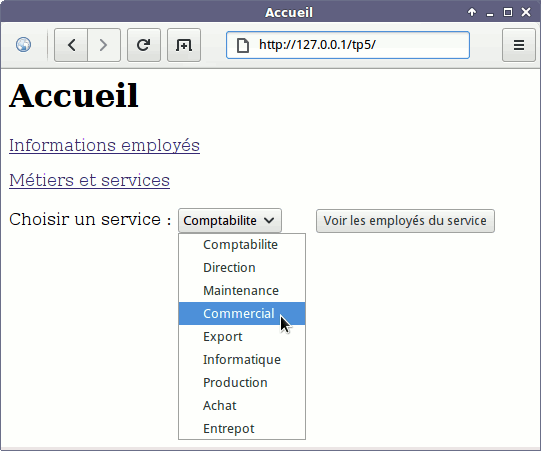 Accueil
http://127.0.0.1/tp5/
Accueil
Informations employés
Métiers et services
Choisir un service : Comptabilite Voir les employés du service
Comptabilite
Direction
Maintenance
Commercial
Export
Informatique
Production
Achat
Entrepot